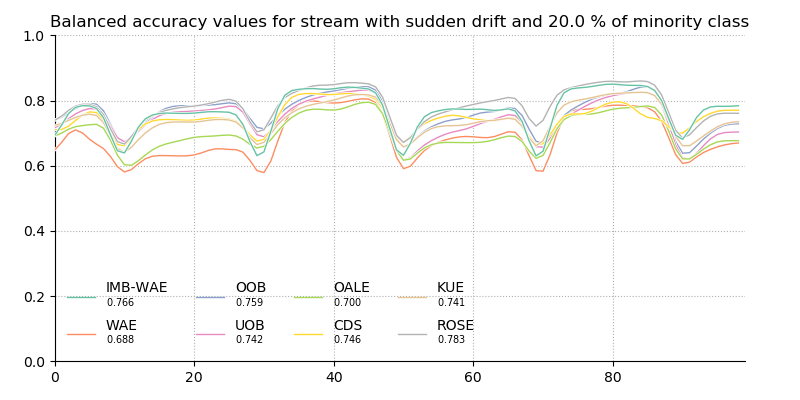 Balanced accuracy values for stream with sudden drift and 20.0 % of minority class
1.0
0.8
0.6
0.4
0.2
0.0
IMB-WAE OOB OALE KUE
0.766 0.759 0.700 0.741
WAE UOB CDS ROSE
0.688 0.742 0.746 0.783
0 20 40 60 80